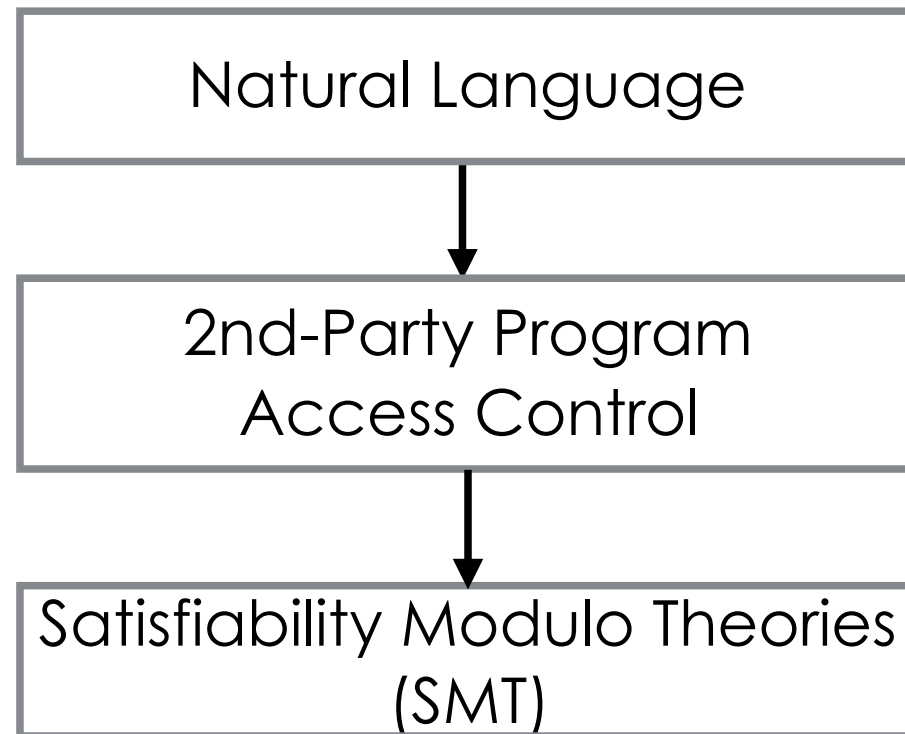 Natural Language
2nd-Party Program
Access Control
Satisfiability Modulo Theories
(SMT)